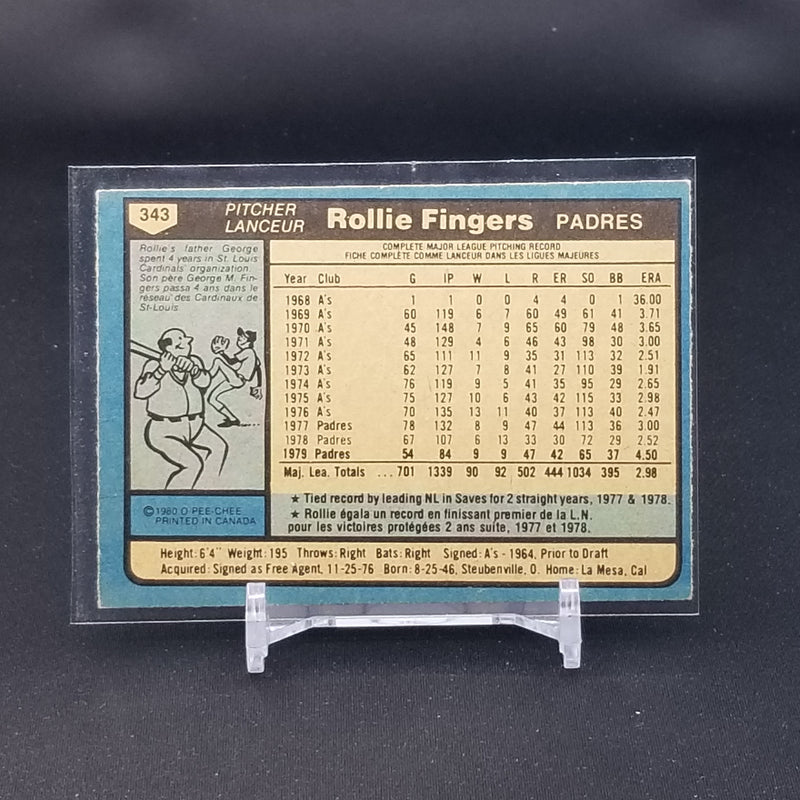 343 PITCHER Rollie Fingers PADRES
LANCEUR
Rollie's father George
spent 4 years in St. Louis
Cardinals' organization.
Son père George M. Fin-
gers passa 4 ans dans le
réseau des Cardinaux de
St-Louis
COMPLETE MAJOR LEAGUE PITCHING RECORD
FICHE COMPLÈTE COMME LANCEUR DANS LES LIGUES MAJEURES
Year Club G IP W L R ER SO BB ERA
1968 A's 1 1 0 0 4 4 0 1 36.00
1969 A's 60 119 6 7 60 49 61 41 3.71
1970 A's 45 148 7 9 65 60 79 48 3.65
1971 A's 48 129 4 6 46 43 98 30 3.00
1972 A's 65 111 11 9 35 31 113 32 2.51
1973 A's 62 127 7 8 41 27 110 39 1.91
1974 A's 76 119 9 5 41 35 95 29 2.65
1975 A's 75 127 10 6 43 42 115 33 2.98
1976 A's 70 135 13 11 40 37 113 40 2.47
1977 Padres 78 132 8 9 47 44 113 36 3.00
1978 Padres 67 107 6 13 33 30 72 29 2.52
1979 Padres 54 84 9 9 47 42 65 37 4.50
Maj. Lea. Totals ... 701 1339 90 92 502 444 1034 395 2.98
★ Tied record by leading NL in Saves for 2 straight years, 1977 & 1978.
★ Rollie égala un record en finissant premier de la L.N.
pour les victoires protégées 2 ans suite, 1977 et 1978.
©1980 O PEE-CHEE
PRINTED IN CANADA
Height: 6'4" Weight: 195 Throws: Right Bats: Right Signed: A's - 1964, Prior to Draft
Acquired: Signed as Free Agent, 11-25-76 Born: 8-25-46, Steubenville, O. Home: La Mesa, Cal